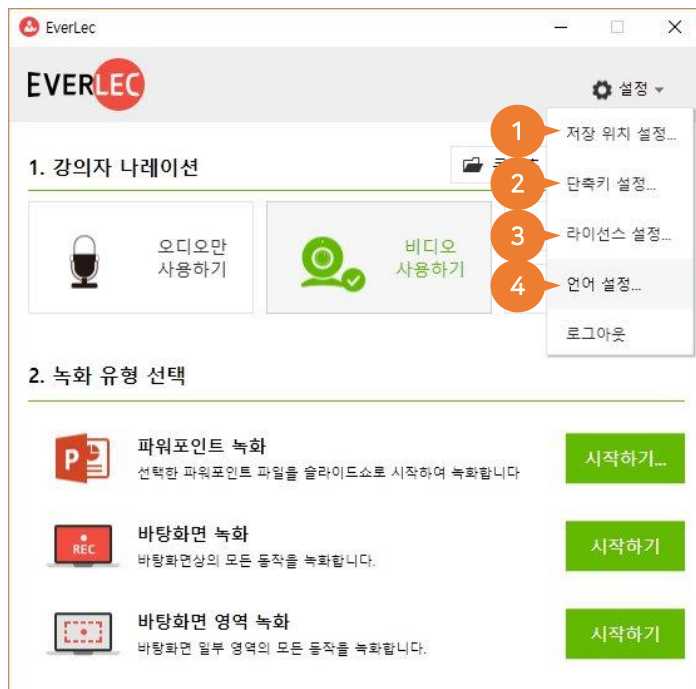 EverLec
EVERLEC
설정
저장 위치 설정...
단축키 설정...
라이선스 설정...
언어 설정...
로그아웃
1
2
3
4
1. 강의자 나레이션
오디오만
사용하기
비디오
사용하기
2. 녹화 유형 선택
파워포인트 녹화
선택한 파워포인트 파일을 슬라이드쇼로 시작하여 녹화합니다
시작하기...
REC
바탕화면 녹화
바탕화면상의 모든 동작을 녹화합니다.
시작하기
바탕화면 영역 녹화
바탕화면 일부 영역의 모든 동작을 녹화합니다.
시작하기
P